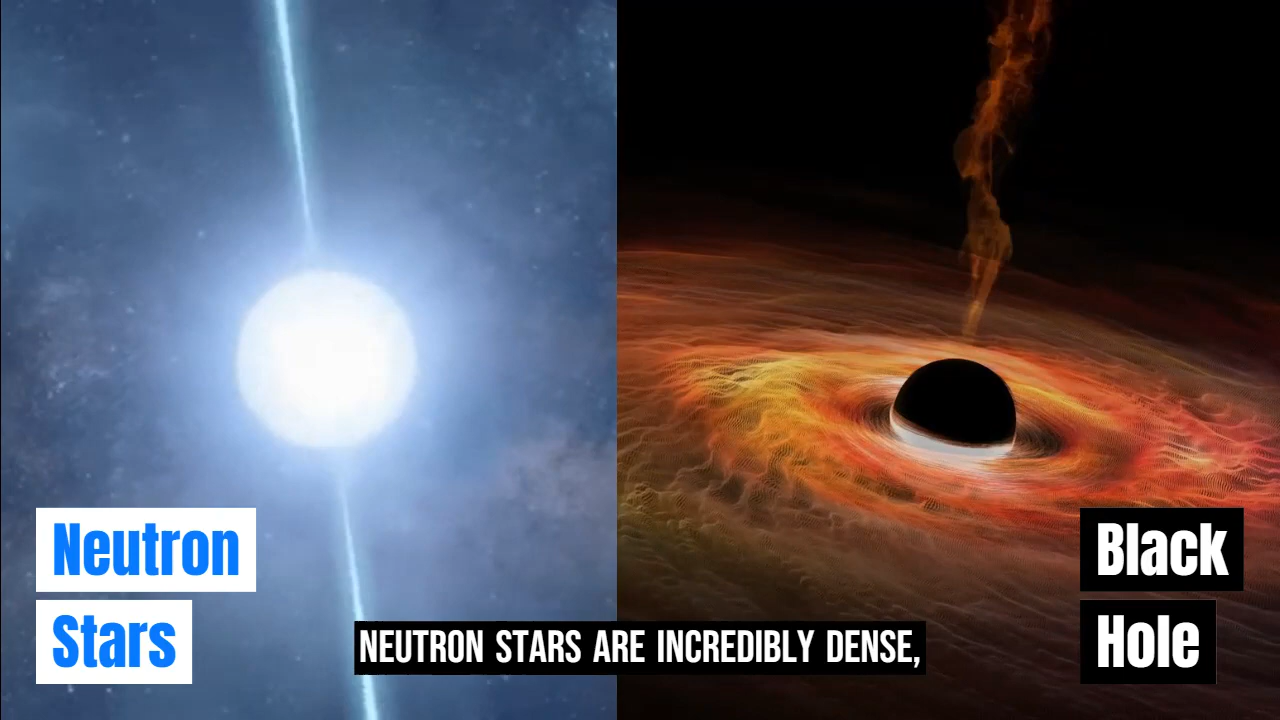 Neutron
Stars
Black
Hole
NEUTRON STARS ARE INCREDIBLY DENSE,